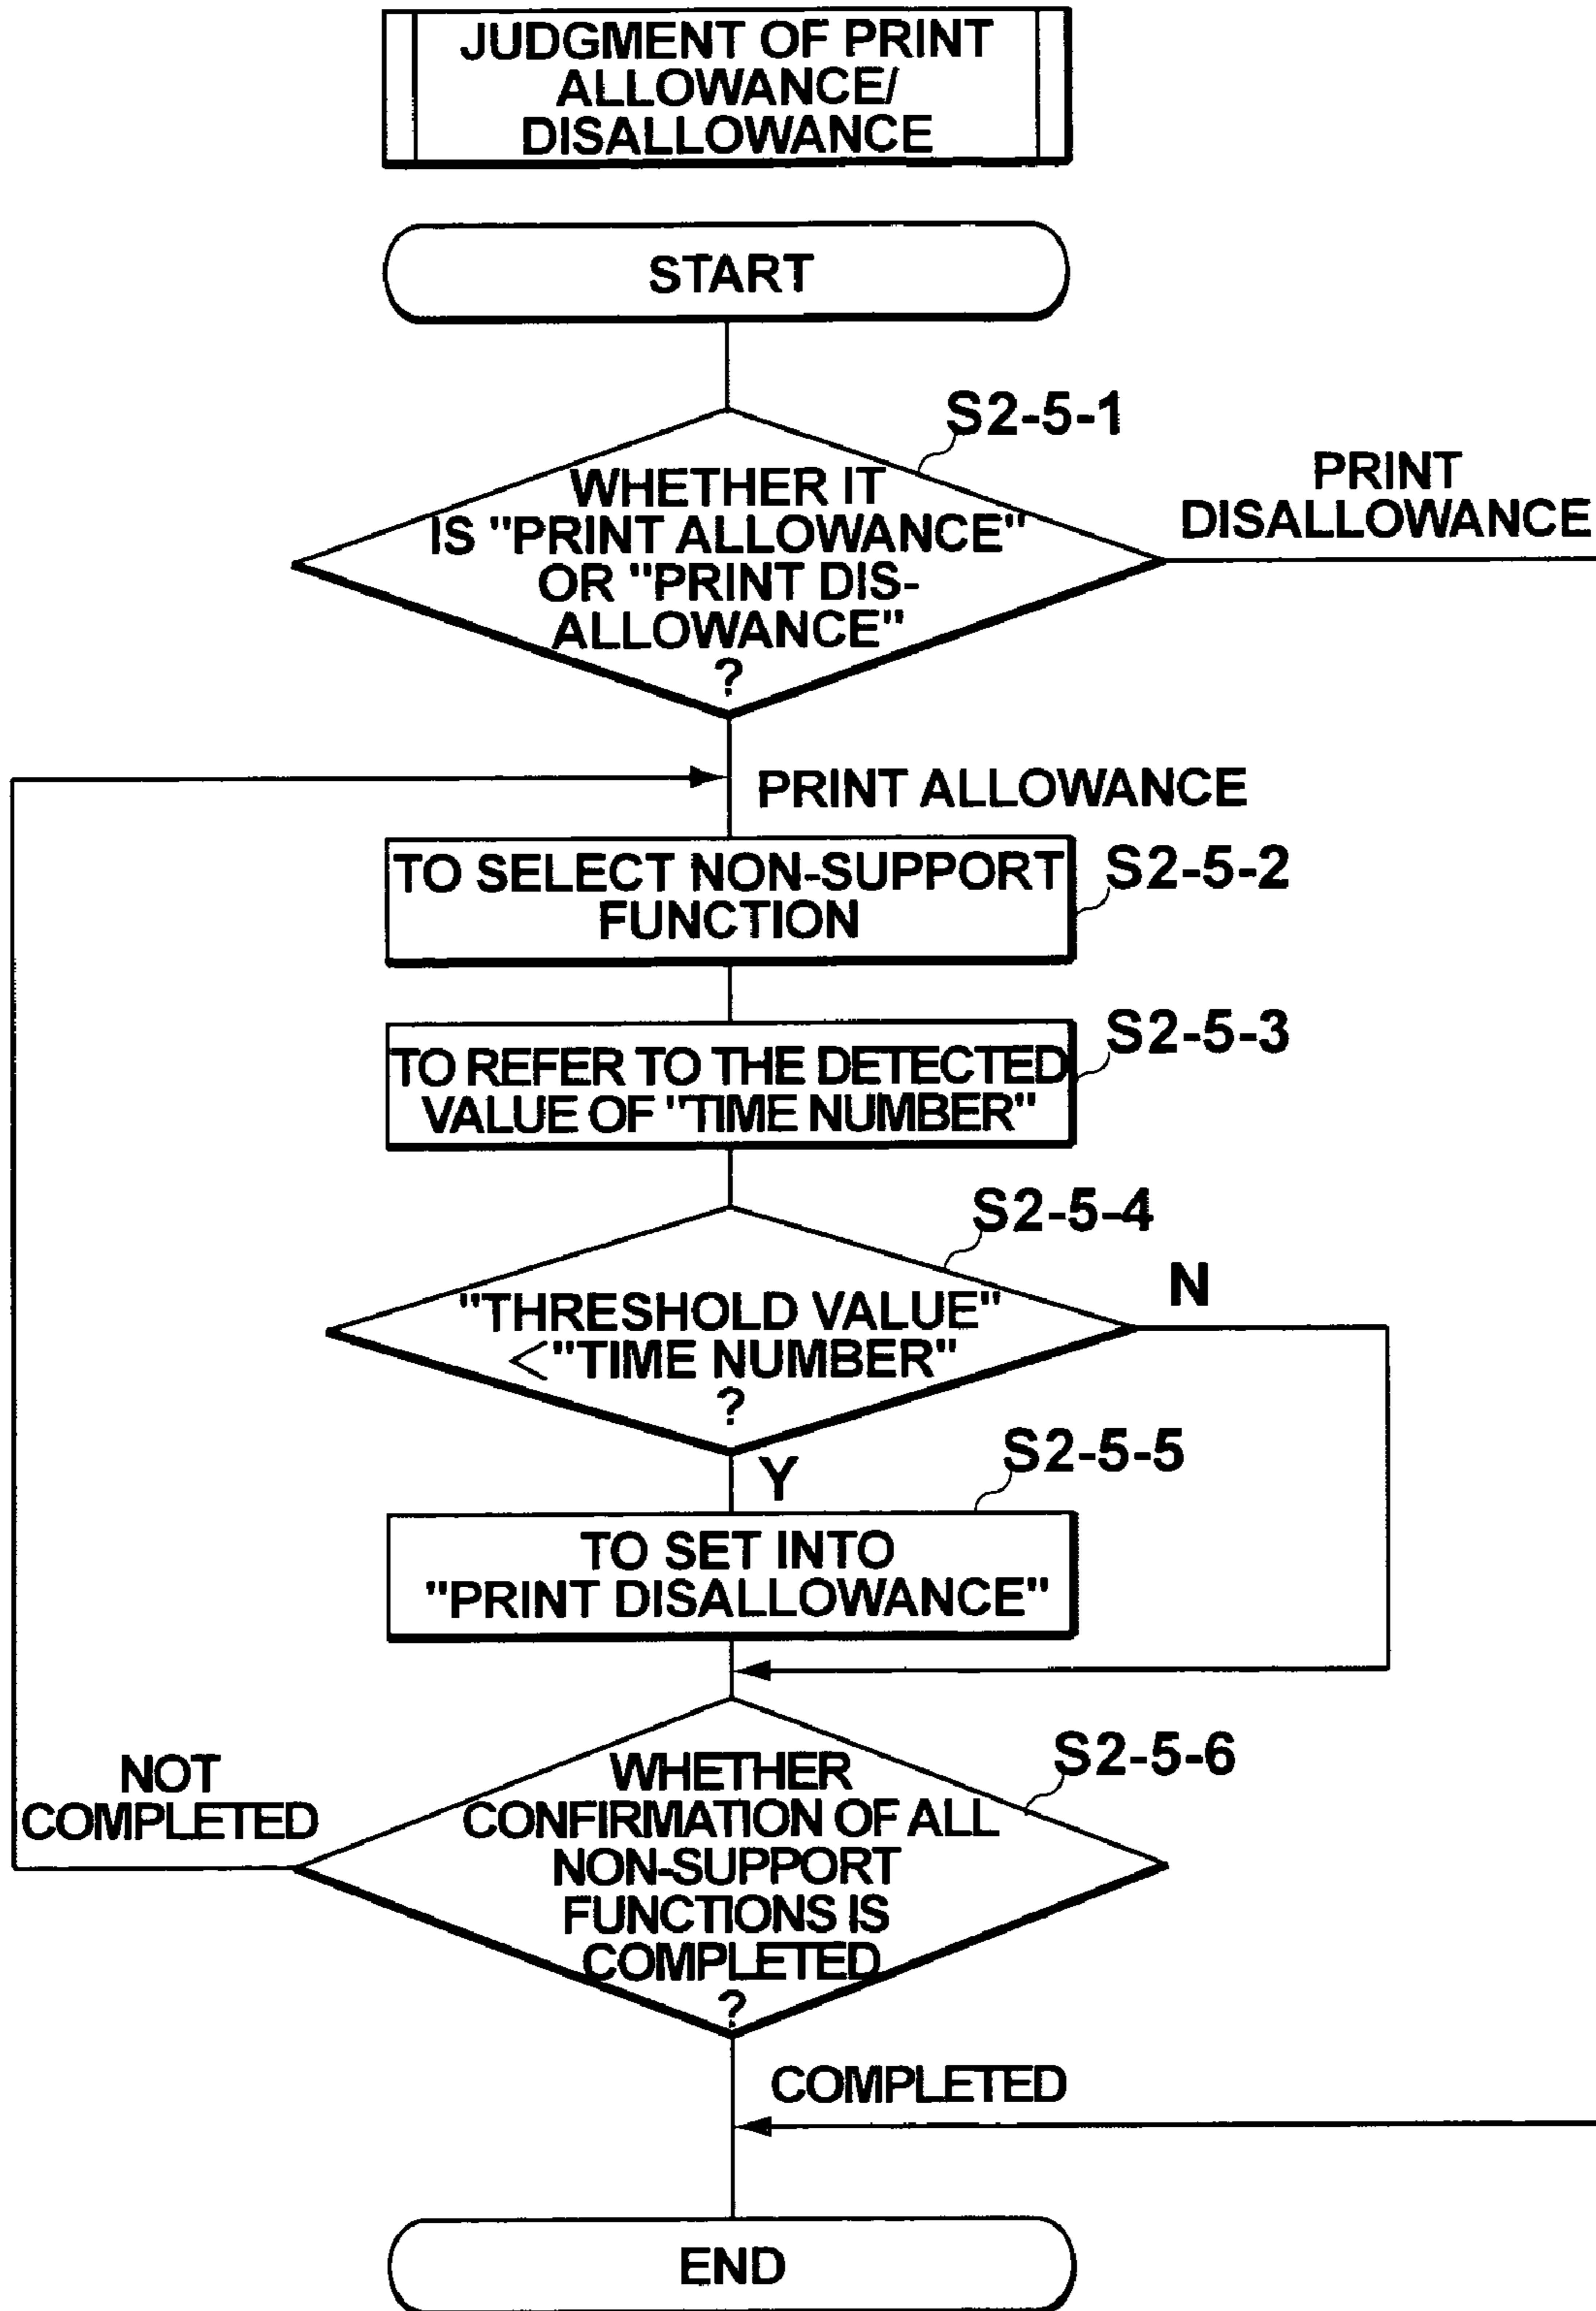 JUDGMENT OF PRINT
ALLOWANCE/
DISALLOWANCE
START
S2-5-1
WHETHER IT
IS "PRINT ALLOWANCE"
OR "PRINT DIS-
ALLOWANCE"
?
PRINT
DISALLOWANCE
PRINT ALLOWANCE
TO SELECT NON-SUPPORT
FUNCTION
S2-5-2
TO REFER TO THE DETECTED
VALUE OF "TIME NUMBER"
S2-5-3
S2-5-4
"THRESHOLD VALUE"
<"TIME NUMBER"
?
N
Y
S2-5-5
TO SET INTO
"PRINT DISALLOWANCE"
S2-5-6
WHETHER
CONFIRMATION OF ALL
NON-SUPPORT
FUNCTIONS IS
COMPLETED
?
NOT
COMPLETED
COMPLETED
END